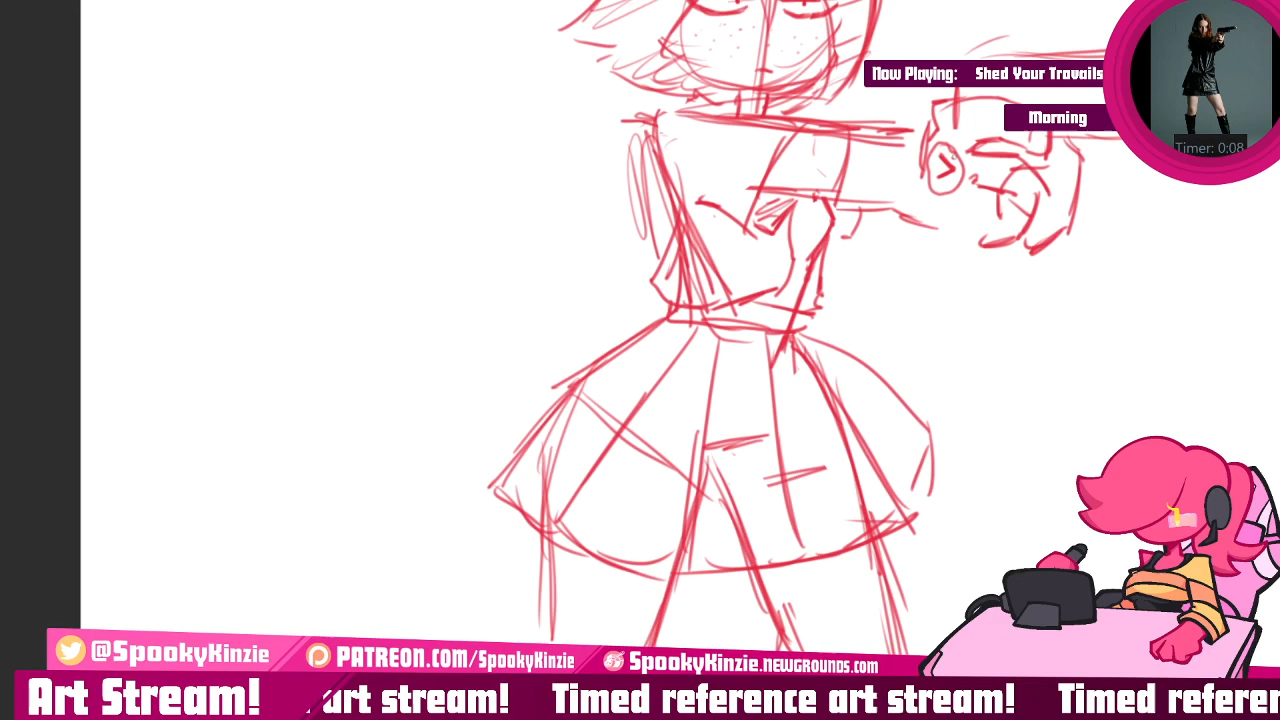 Now Playing: Shed Your Travails
Morning
Timer: 0:08
@SpookyKinzie
PATREON.COM/SpookyKinzie
SpookyKinzie.NEWGROUNDS.com
Art Stream!
art stream! Timed reference art stream! Timed referen